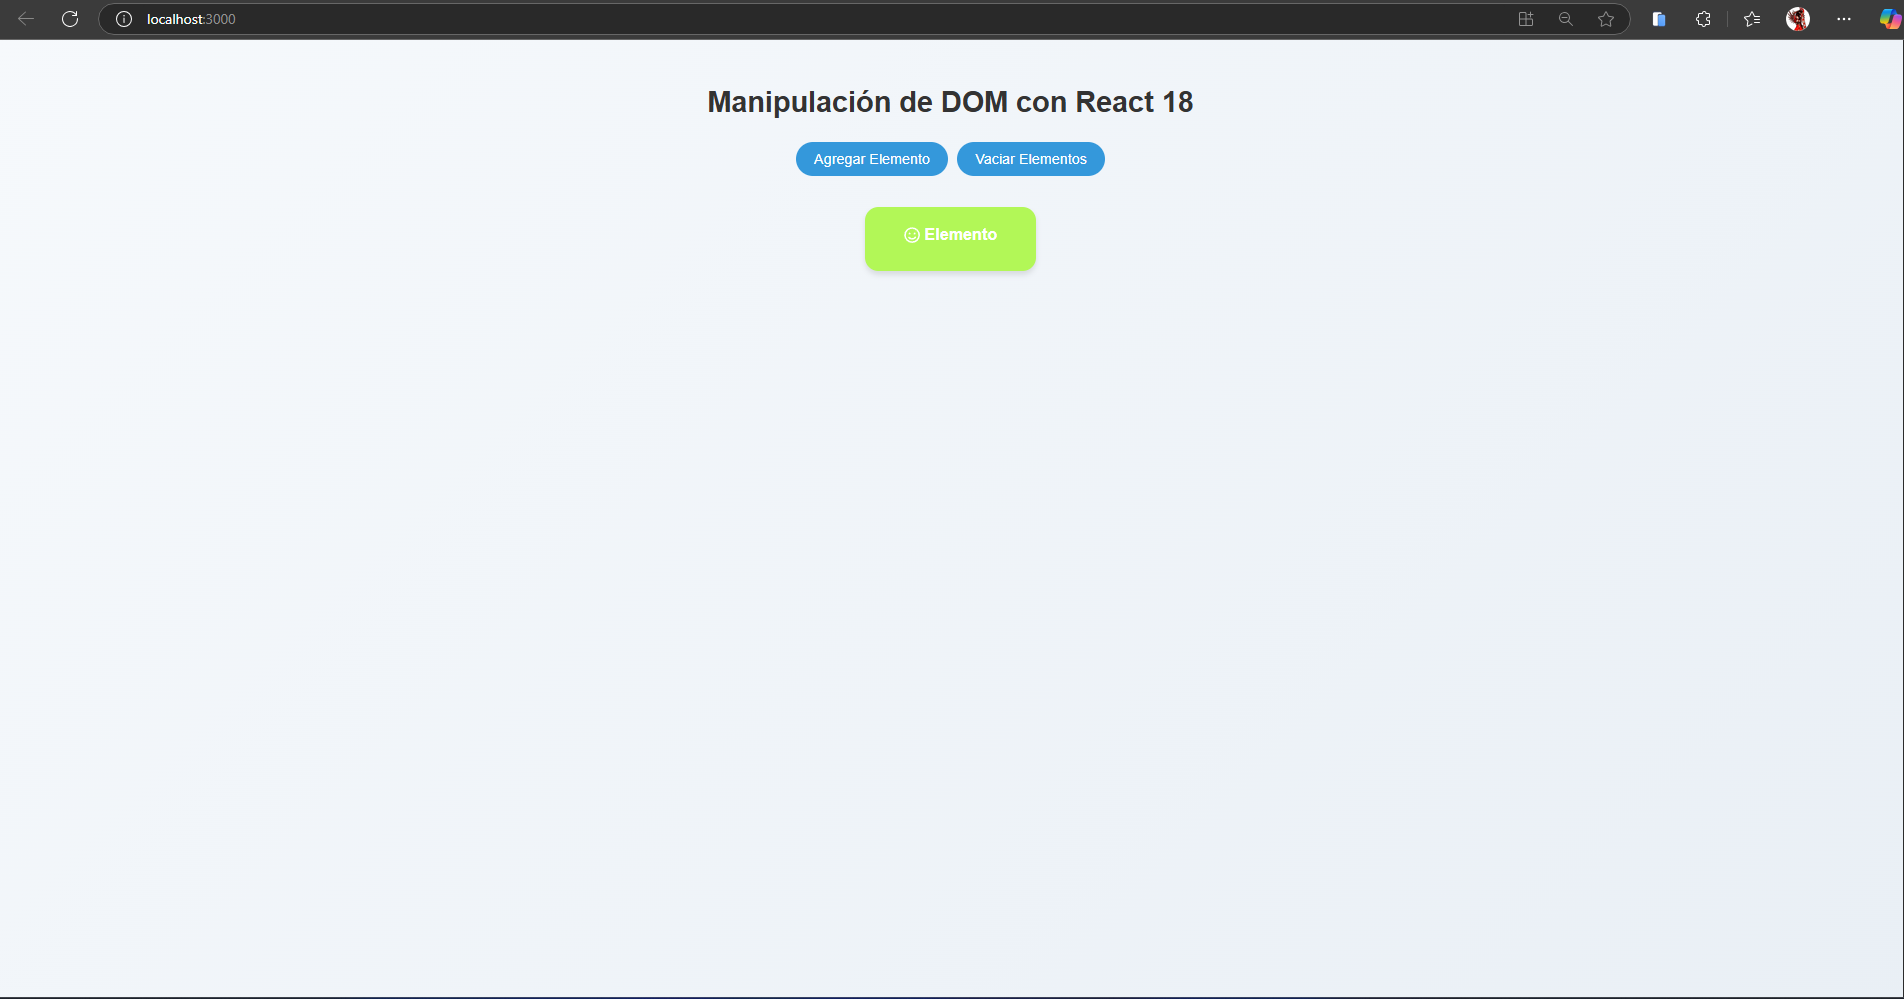 localhost:3000
Manipulación de DOM con React 18
Agregar Elemento
Vaciar Elementos
Elemento